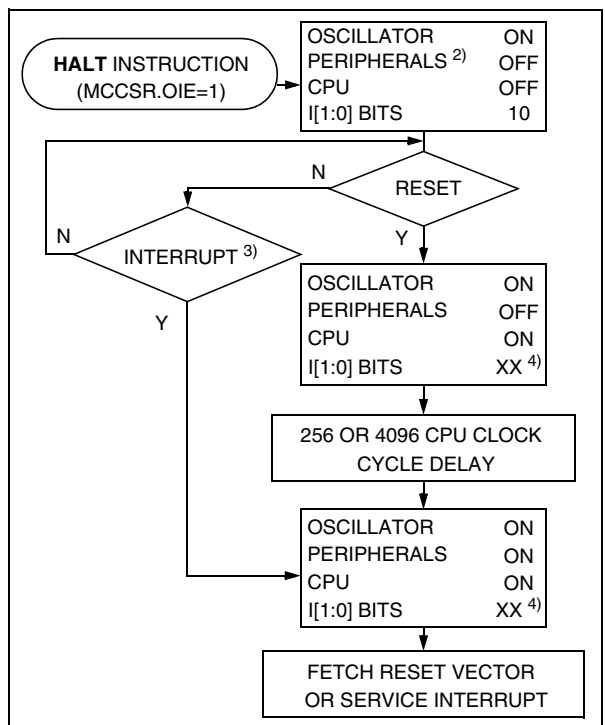 HALT INSTRUCTION
(MCCSR.OIE=1)
OSCILLATOR ON
PERIPHERALS 2) OFF
CPU OFF
I[1:0] BITS 10
N
RESET
N
INTERRUPT 3)
Y
Y
OSCILLATOR ON
PERIPHERALS OFF
CPU ON
I[1:0] BITS XX 4)
256 OR 4096 CPU CLOCK
CYCLE DELAY
OSCILLATOR ON
PERIPHERALS ON
CPU ON
I[1:0] BITS XX 4)
FETCH RESET VECTOR
OR SERVICE INTERRUPT